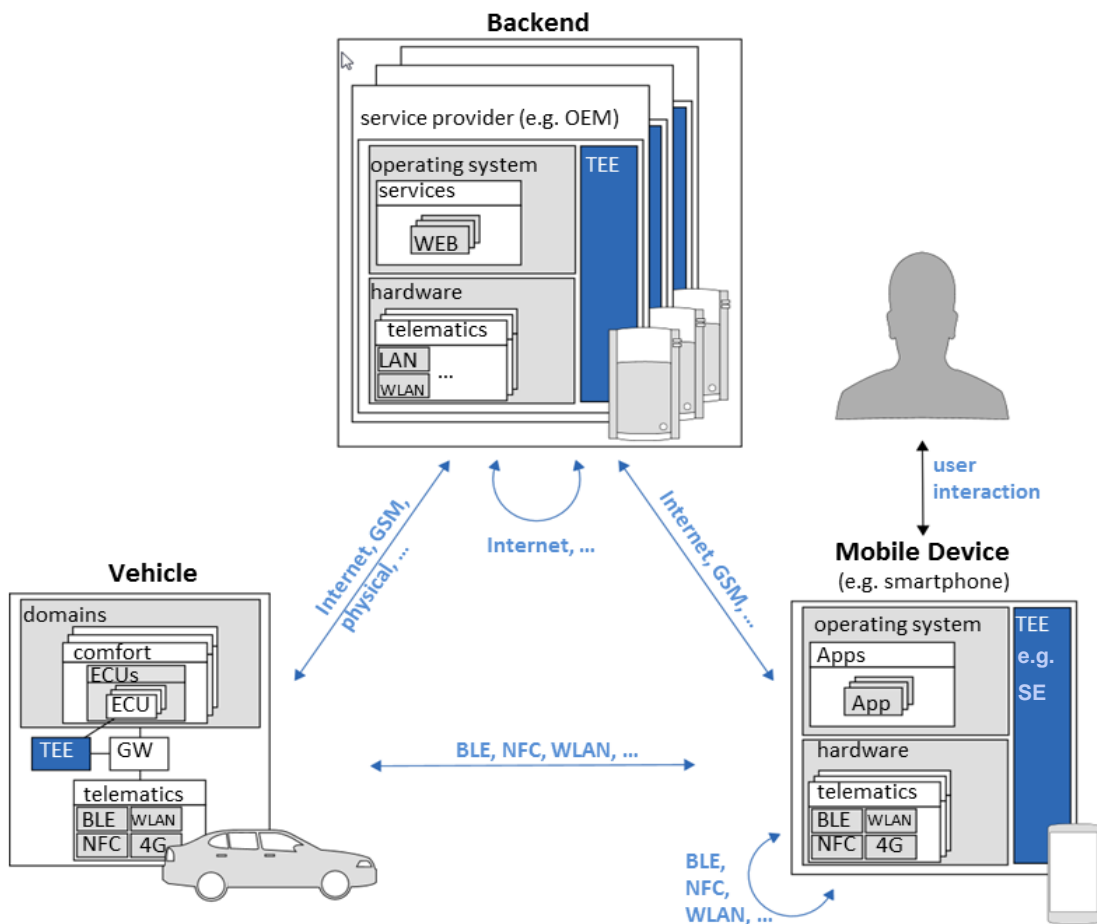 Backend
service provider (e.g. OEM)
operating system
TEE
services
WEB
hardware
telematics
LAN
...
WLAN
user
interaction
Internet, GSM,
physical, ...
Internet, ...
Internet, GSM, ...
Vehicle
domains
comfort
ECUs
ECU
TEE
GW
telematics
BLE
WLAN
NFC
4G
BLE, NFC, WLAN, ...
Mobile Device
(e.g. smartphone)
operating system
TEE
e.g.
SE
Apps
App
hardware
telematics
BLE
WLAN
NFC
4G
BLE,
NFC,
WLAN, ...